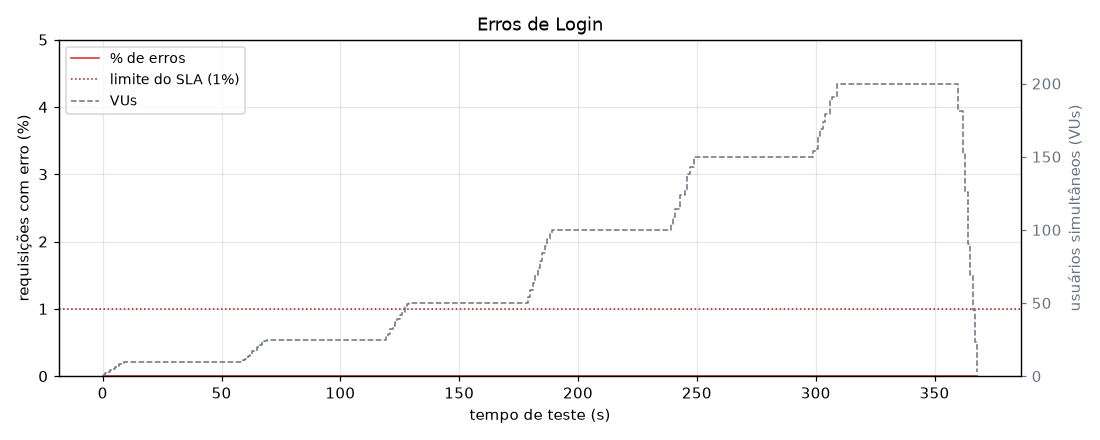 Erros de Login
% de erros
limite do SLA (1%)
VUs
requisições com erro (%)
5
4
3
2
1
0
usuários simultâneos (VUs)
200
150
100
50
0
0 50 100 150 200 250 300 350
tempo de teste (s)